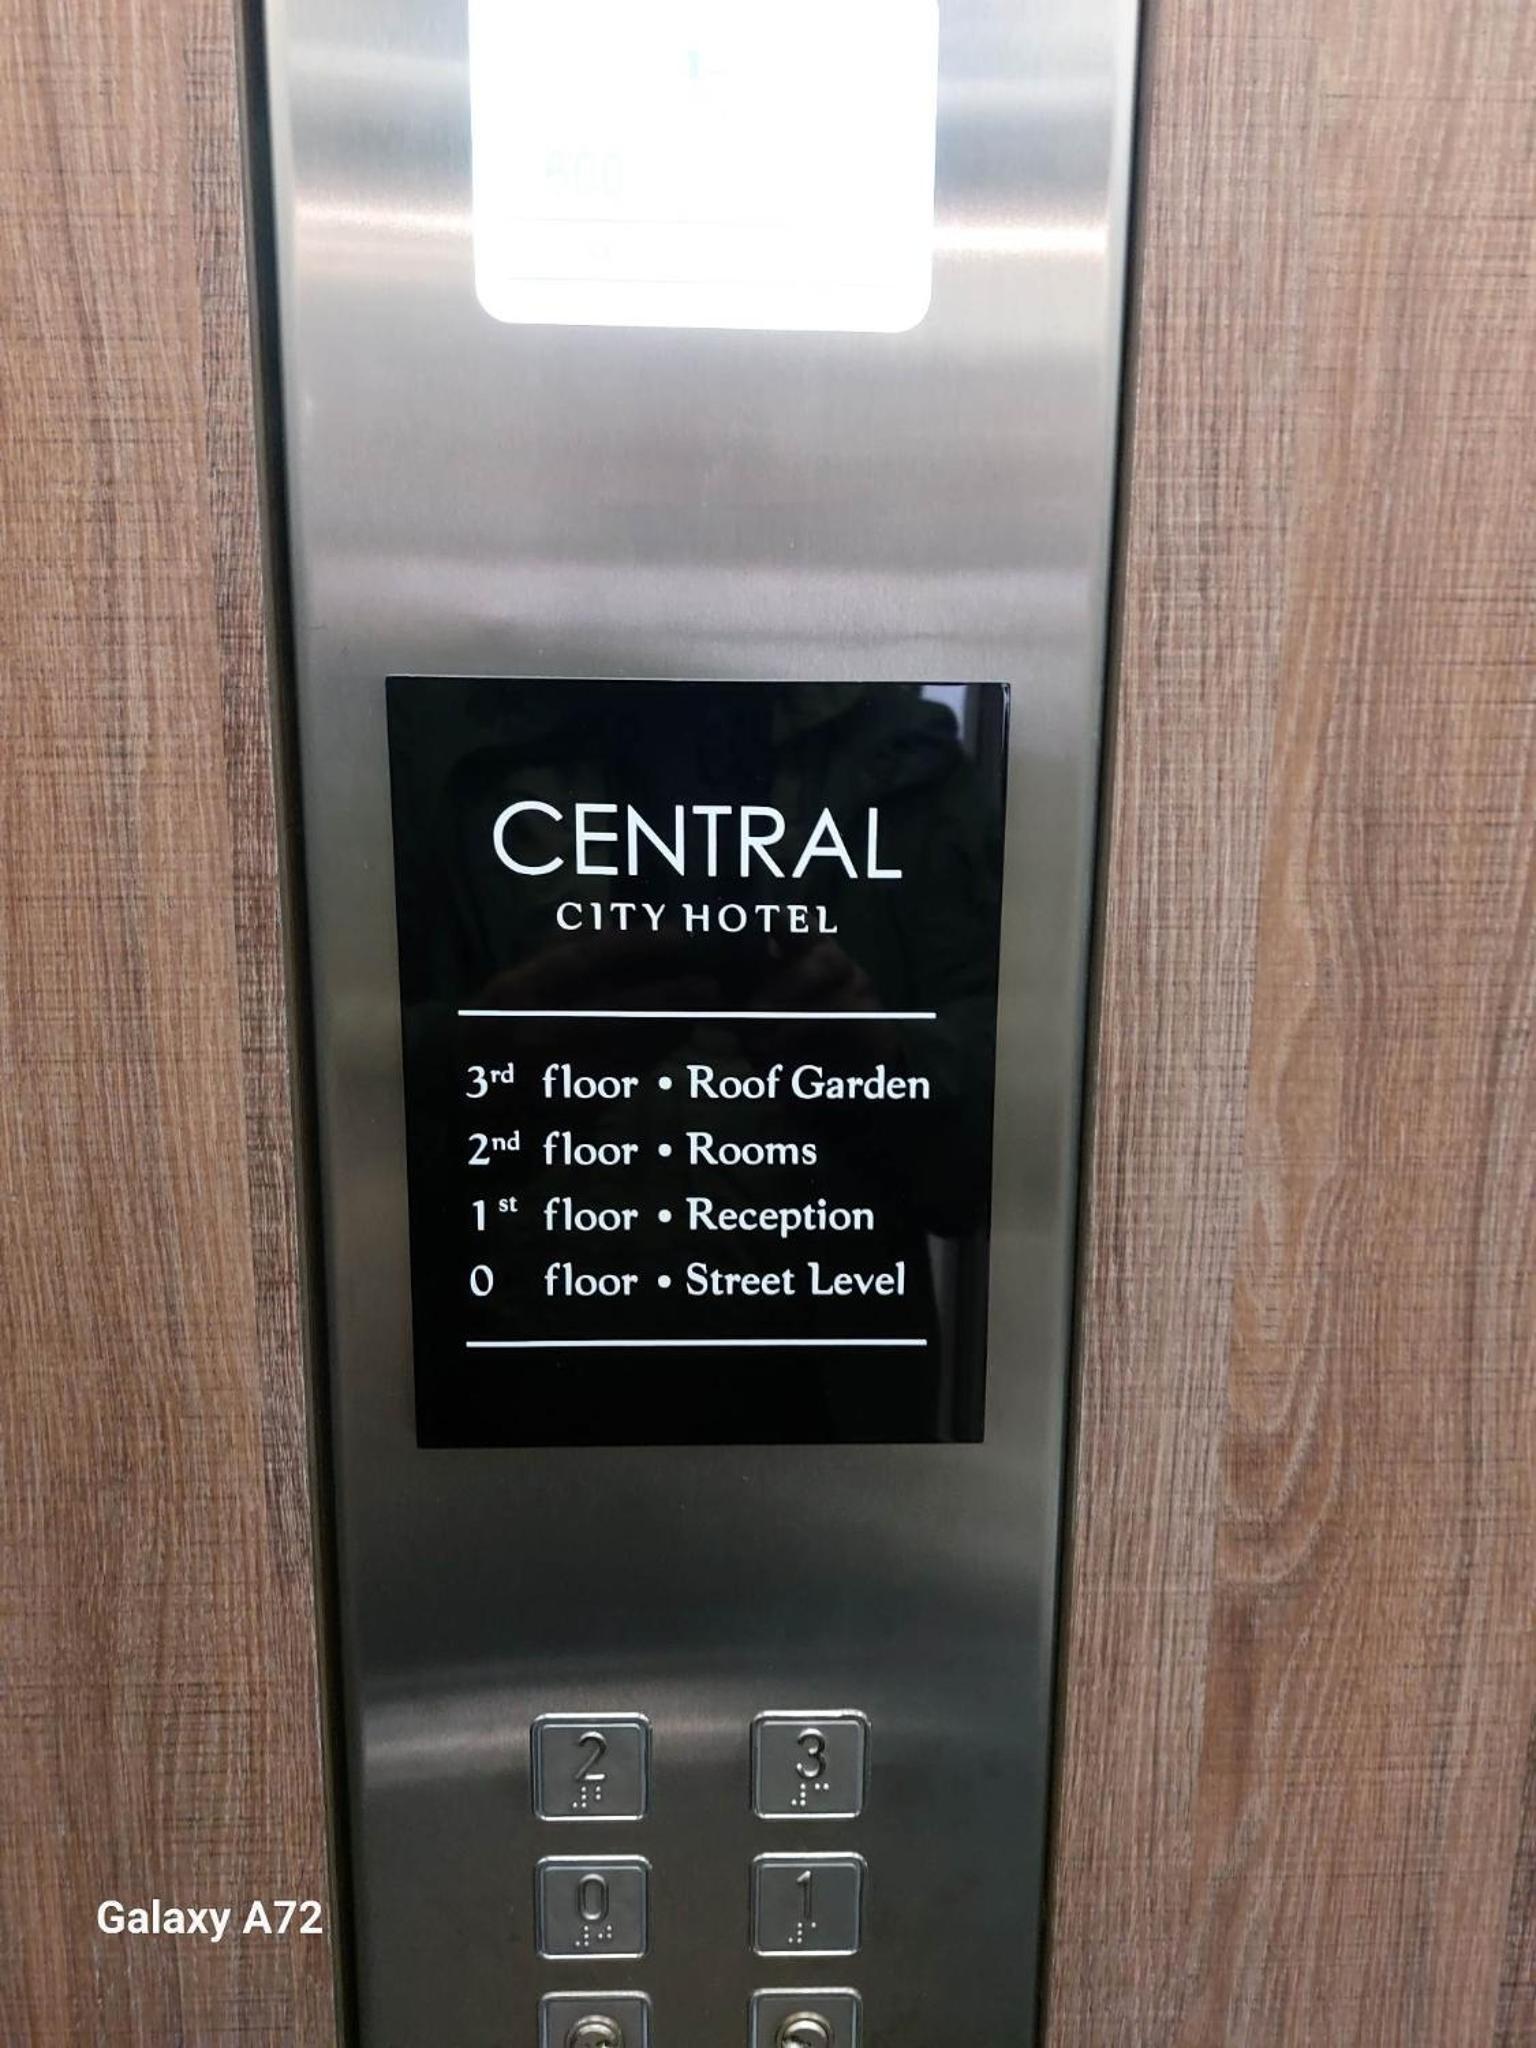 CENTRAL
CITY HOTEL
3rd floor • Roof Garden
2nd floor • Rooms
1st floor • Reception
0 floor • Street Level
2 3
0 1
Galaxy A72